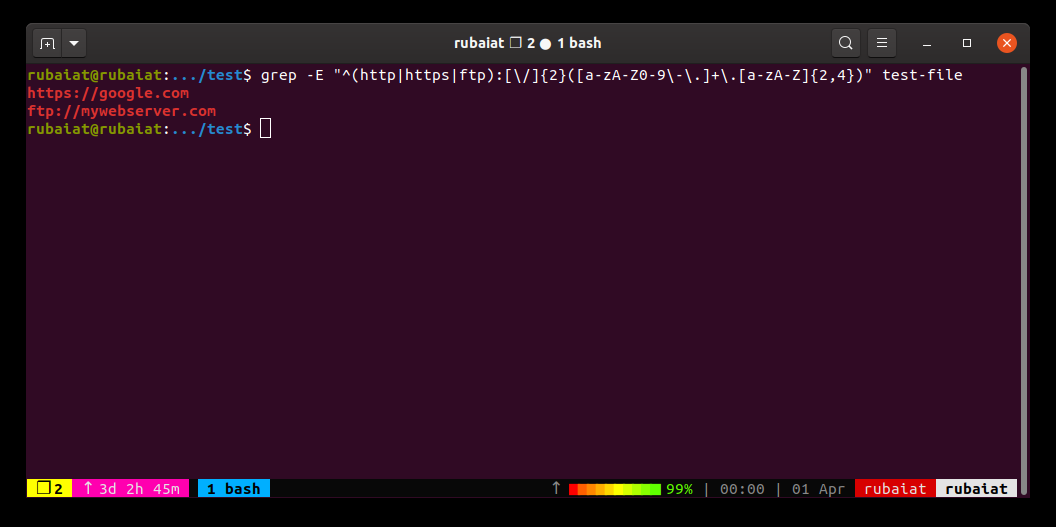 rubaiat ❐ 2 ● 1 bash
rubaiat@rubaiat:.../test$ grep -E "^(http|https|ftp):[\/]{2}([a-zA-Z0-9\-\.]+\.[a-zA-Z]{2,4})" test-file
https://google.com
ftp://mywebserver.com
rubaiat@rubaiat:.../test$
❐ 2 ↑ 3d 2h 45m 1 bash ↑ 99% | 00:00 | 01 Apr rubaiat rubaiat